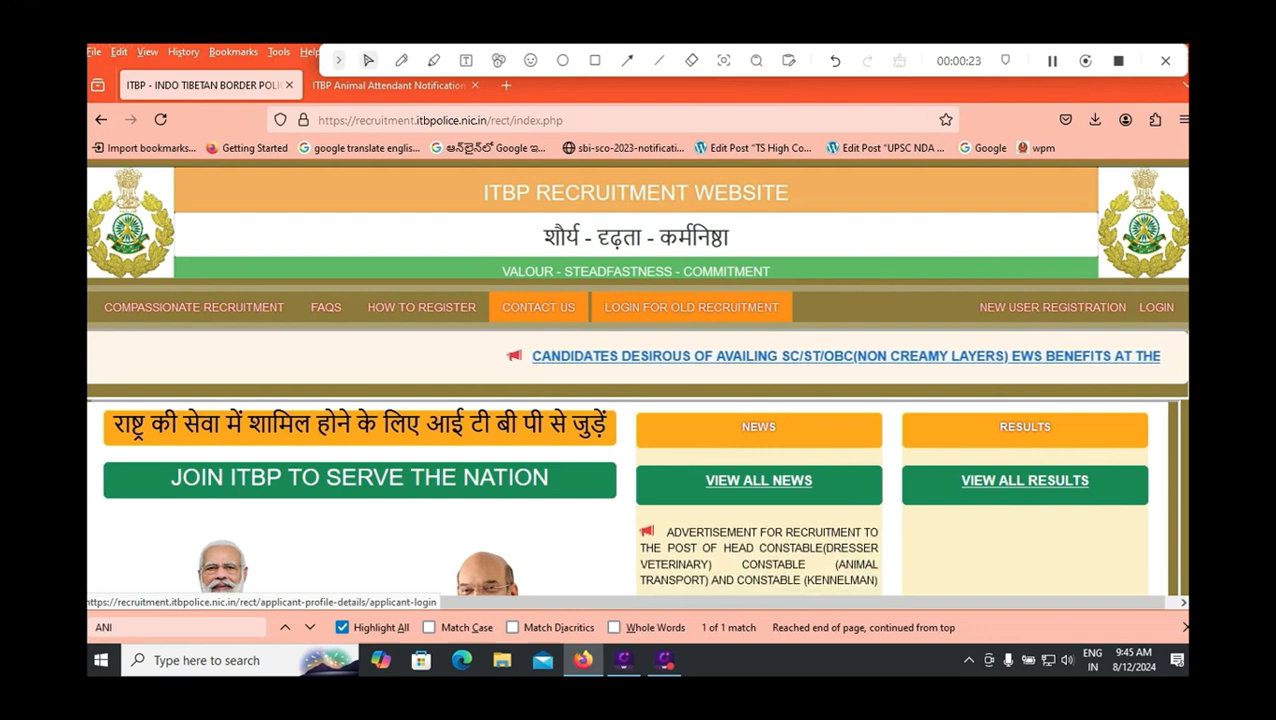 File Edit View History Bookmarks Tools Help
00:00:23
ITBP - INDO TIBETAN BORDER POLI
ITBP Animal Attendant Notification
https://recruitment.itbpolice.nic.in/rect/index.php
Import bookmarks... Getting Started google translate englis... ఆన్‌లైన్‌లో Google ఇ... sbi-sco-2023-notificati... Edit Post “TS High Co... Edit Post “UPSC NDA ... Google wpm
ITBP RECRUITMENT WEBSITE
शौर्य - दृढ़ता - कर्मनिष्ठा
VALOUR - STEADFASTNESS - COMMITMENT
COMPASSIONATE RECRUITMENT FAQS HOW TO REGISTER CONTACT US LOGIN FOR OLD RECRUITMENT NEW USER REGISTRATION LOGIN
CANDIDATES DESIROUS OF AVAILING SC/ST/OBC(NON CREAMY LAYERS) EWS BENEFITS AT THE
राष्ट्र की सेवा में शामिल होने के लिए आई टी बी पी से जुड़ें
JOIN ITBP TO SERVE THE NATION
NEWS
VIEW ALL NEWS
ADVERTISEMENT FOR RECRUITMENT TO
THE POST OF HEAD CONSTABLE(DRESSER
VETERINARY) CONSTABLE (ANIMAL
TRANSPORT) AND CONSTABLE (KENNELMAN)
RESULTS
VIEW ALL RESULTS
https://recruitment.itbpolice.nic.in/rect/applicant-profile-details/applicant-login
ANI Highlight All Match Case Match Diacritics Whole Words 1 of 1 match Reached end of page, continued from top
Type here to search
ENG
IN
9:45 AM
8/12/2024